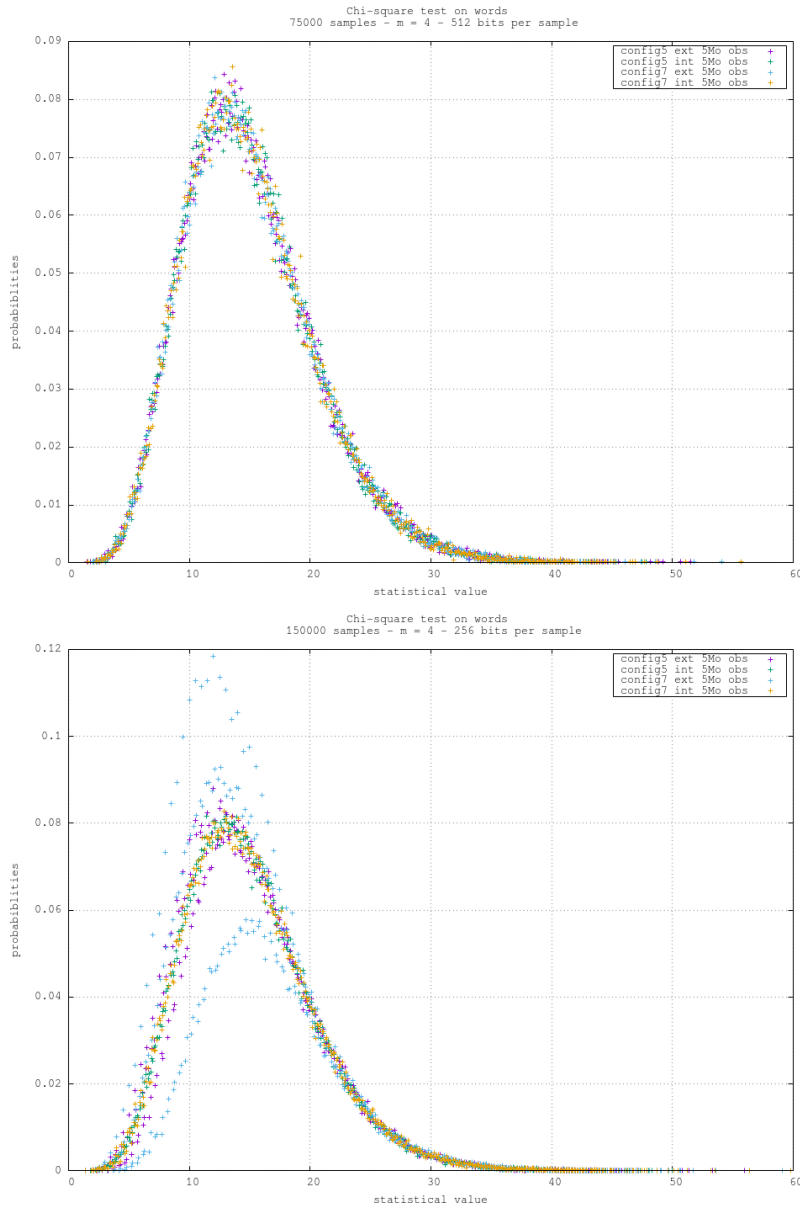 Chi-square test on words
75000 samples - m = 4 - 512 bits per sample
0.09
config5 ext 5Mo obs
config5 int 5Mo obs
config7 ext 5Mo obs
config7 int 5Mo obs
0.08
0.07
0.06
0.05
probabiblities
0.04
0.03
0.02
0.01
0
0 10 20 30 40 50 60
statistical value
Chi-square test on words
150000 samples - m = 4 - 256 bits per sample
0.12
config5 ext 5Mo obs
config5 int 5Mo obs
config7 ext 5Mo obs
config7 int 5Mo obs
0.1
0.08
probabiblities
0.06
0.04
0.02
0
0 10 20 30 40 50 60
statistical value